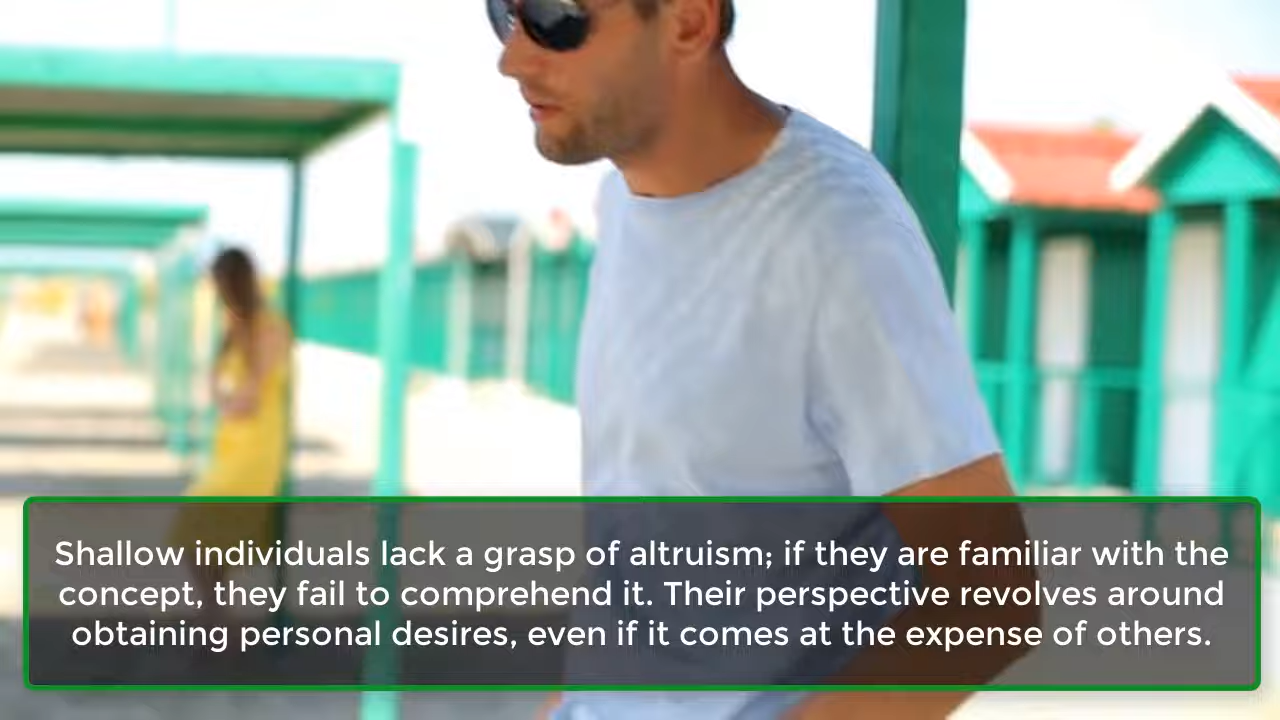 Shallow individuals lack a grasp of altruism; if they are familiar with the
concept, they fail to comprehend it. Their perspective revolves around
obtaining personal desires, even if it comes at the expense of others.